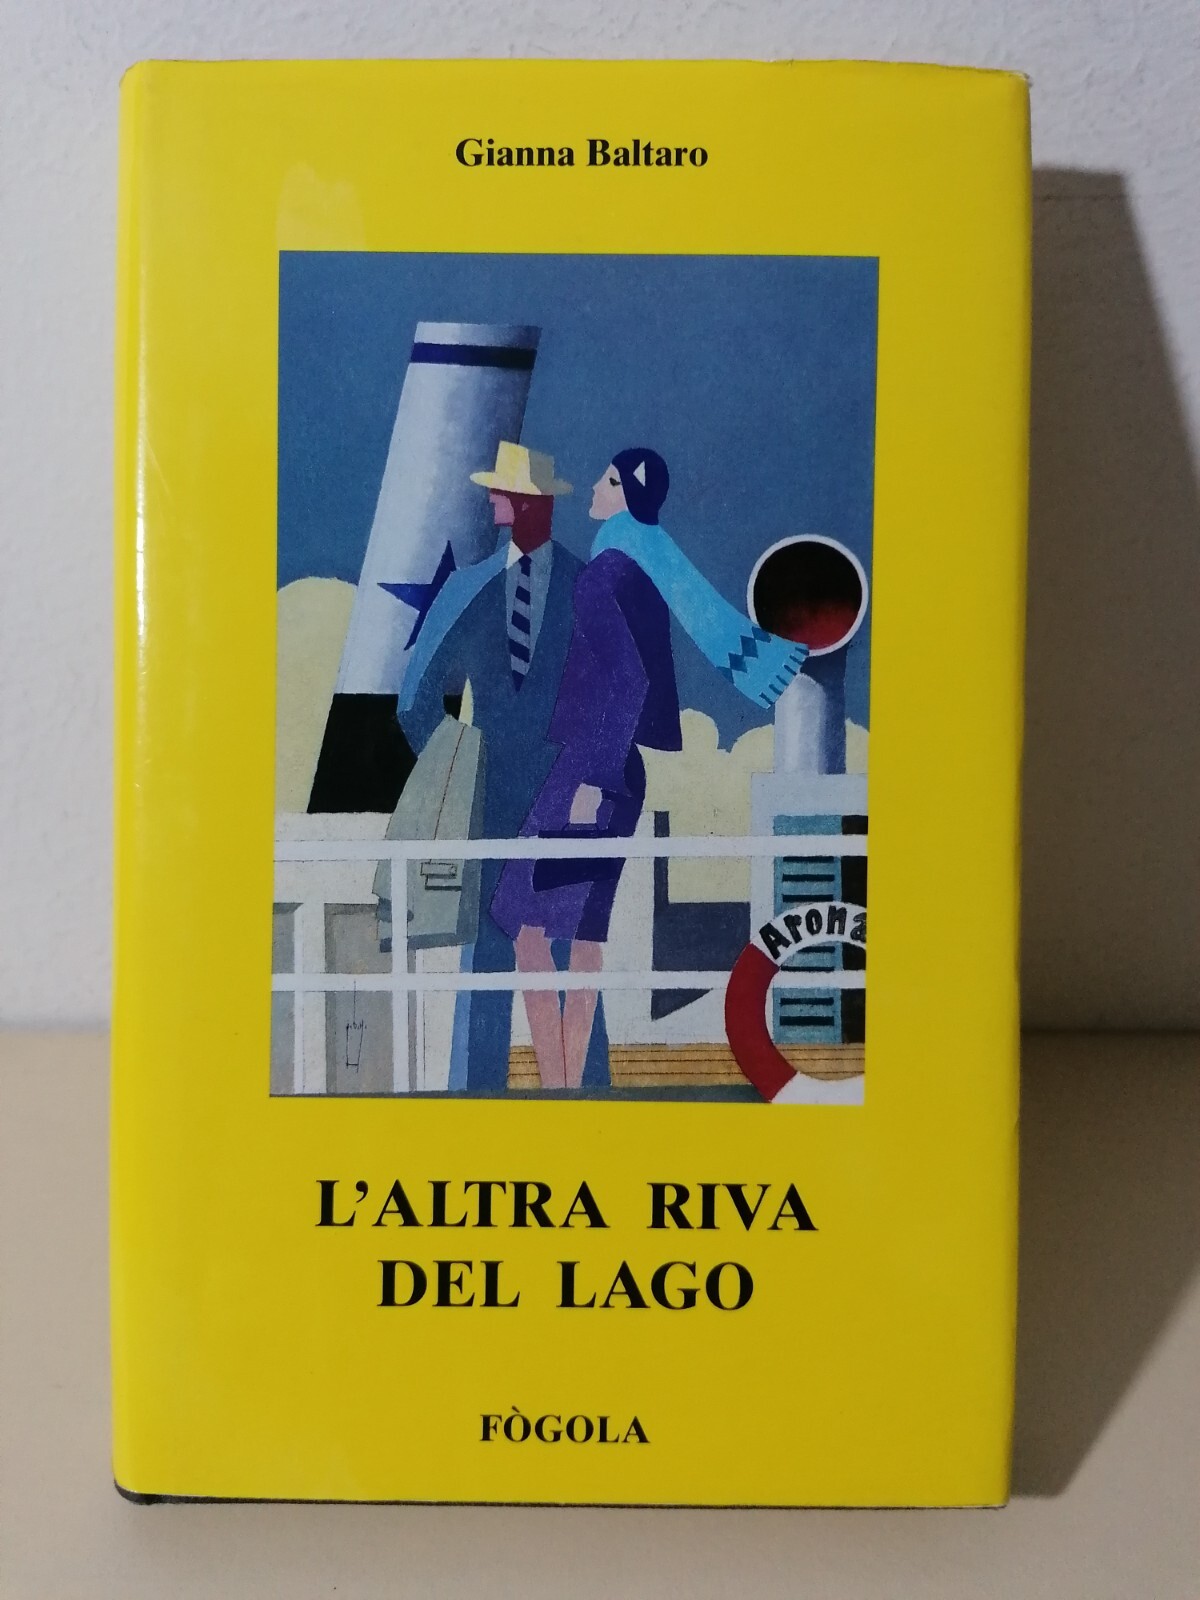 Gianna Baltaro
Arona
L'ALTRA RIVA
DEL LAGO
FÒGOLA